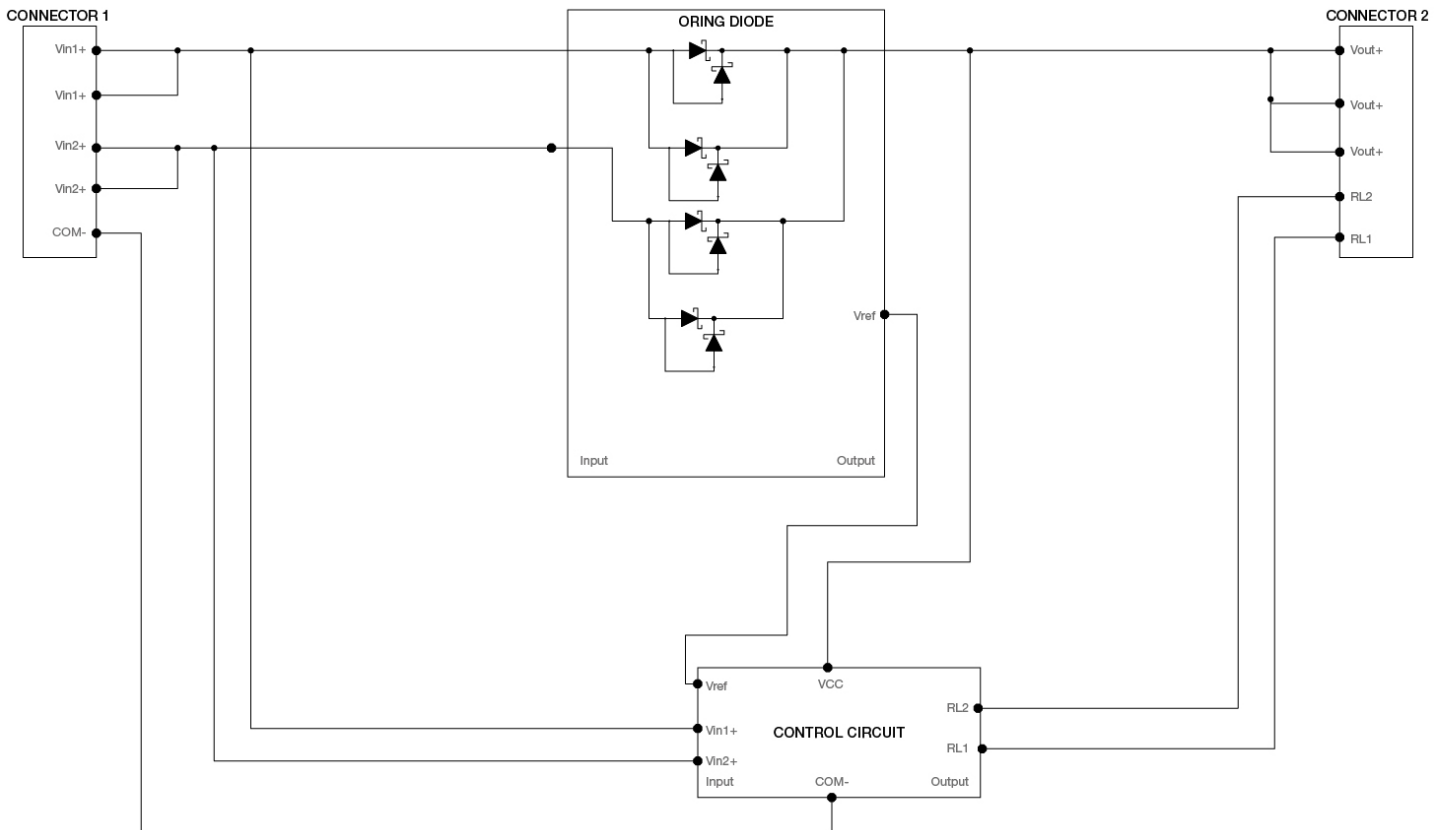 CONNECTOR 1
Vin1+
Vin1+
Vin2+
Vin2+
COM-
ORING DIODE
Vref
Input
Output
CONNECTOR 2
Vout+
Vout+
Vout+
RL2
RL1
Vref
VCC
RL2
Vin1+
CONTROL CIRCUIT
RL1
Vin2+
Input
COM-
Output